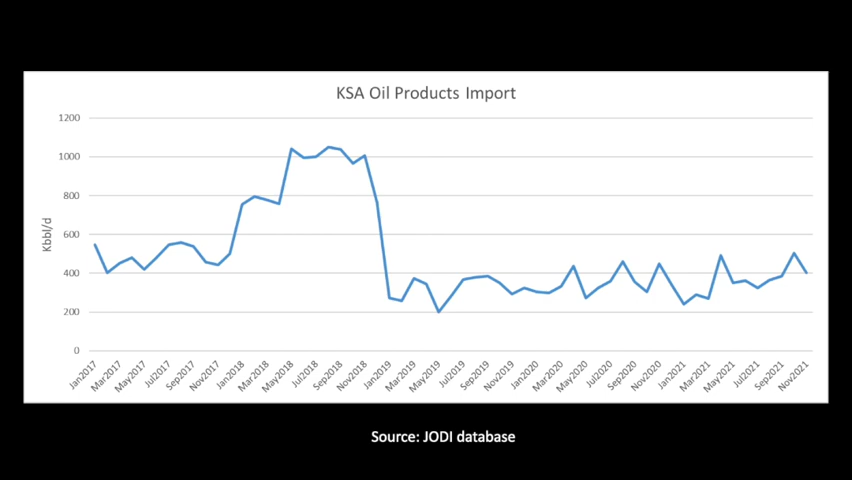 KSA Oil Products Import
1200
1000
800
600
400
200
0
Kbbl/d
Jan2017
Mar2017
May2017
Jul2017
Sep2017
Nov2017
Jan2018
Mar2018
May2018
Jul2018
Sep2018
Nov2018
Jan2019
Mar2019
May2019
Jul2019
Sep2019
Nov2019
Jan2020
Mar2020
May2020
Jul2020
Sep2020
Nov2020
Jan2021
Mar2021
May2021
Jul2021
Sep2021
Nov2021
Source: JODI database